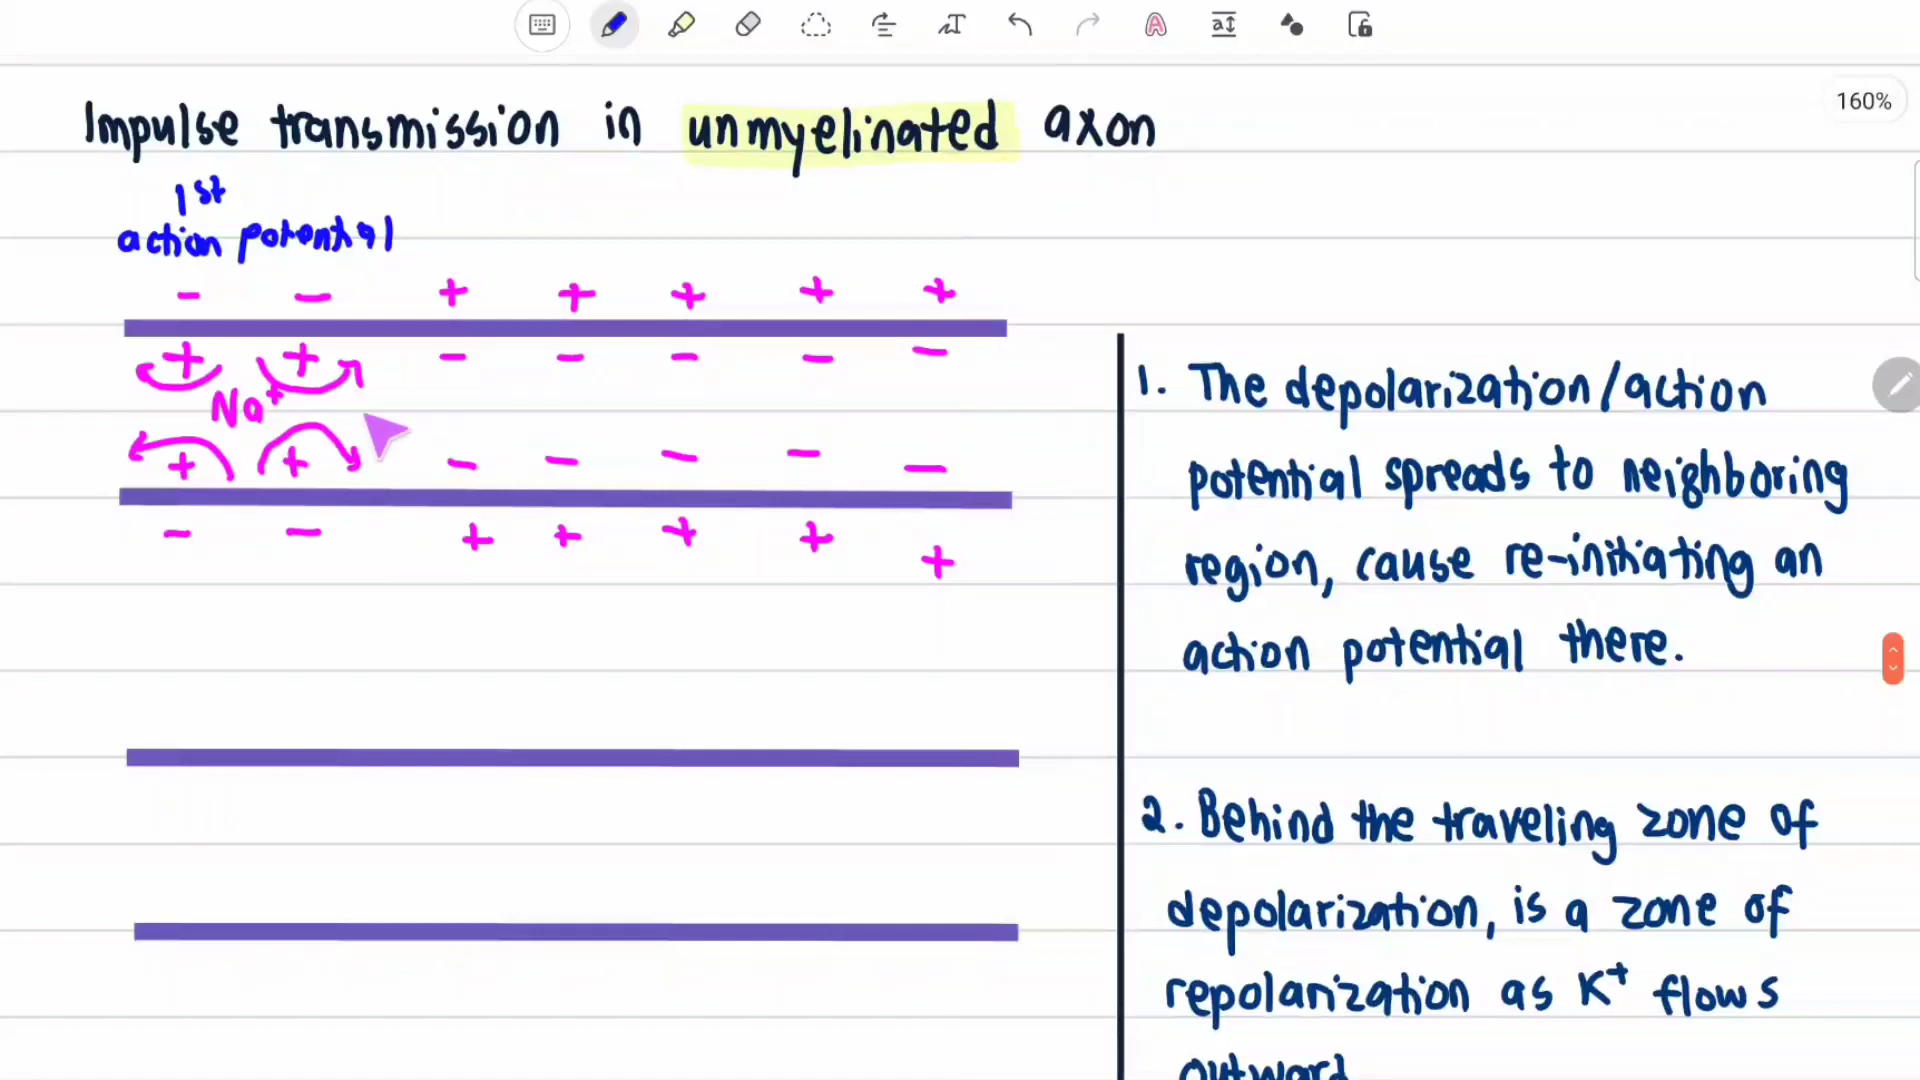 160%
Impulse transmission in unmyelinated axon
1st
action potential
- - + + + + +
+ + - - - - -
Na+
+ + - - - - -
- - + + + + +
1. The depolarization/action
potential spreads to neighboring
region, cause re-initiating an
action potential there.
2. Behind the traveling zone of
depolarization, is a zone of
repolarization as K+ flows
outward